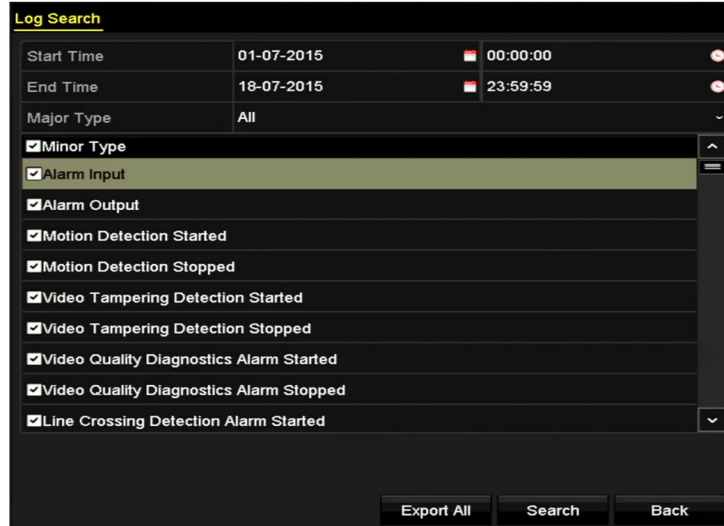 Log Search
Start Time 01-07-2015 00:00:00
End Time 18-07-2015 23:59:59
Major Type All
Minor Type
Alarm Input
Alarm Output
Motion Detection Started
Motion Detection Stopped
Video Tampering Detection Started
Video Tampering Detection Stopped
Video Quality Diagnostics Alarm Started
Video Quality Diagnostics Alarm Stopped
Line Crossing Detection Alarm Started
Export All Search Back